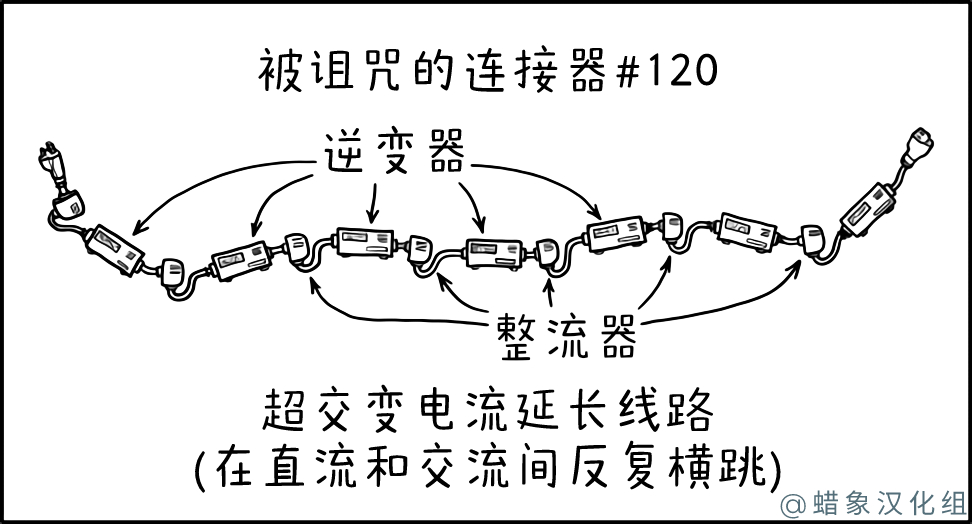 被诅咒的连接器#120
逆变器
整流器
超交变电流延长线路
(在直流和交流间反复横跳)
@蜡象汉化组